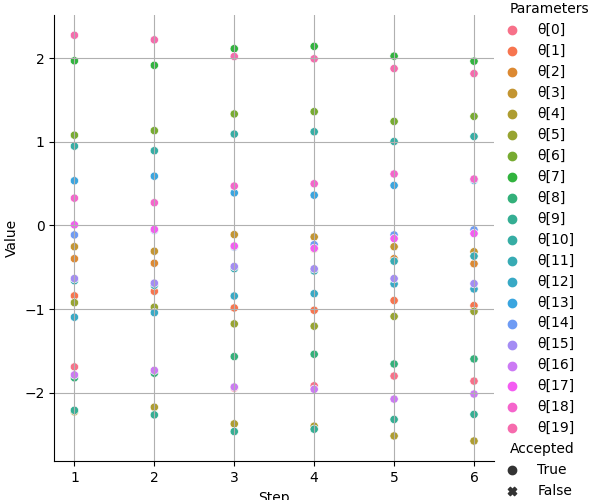 Parameters
θ[0]
θ[1]
θ[2]
θ[3]
θ[4]
θ[5]
θ[6]
θ[7]
θ[8]
θ[9]
θ[10]
θ[11]
θ[12]
θ[13]
θ[14]
θ[15]
θ[16]
θ[17]
θ[18]
θ[19]
Accepted
True
False
Value
2
1
0
−1
−2
1 2 3 4 5 6
Step